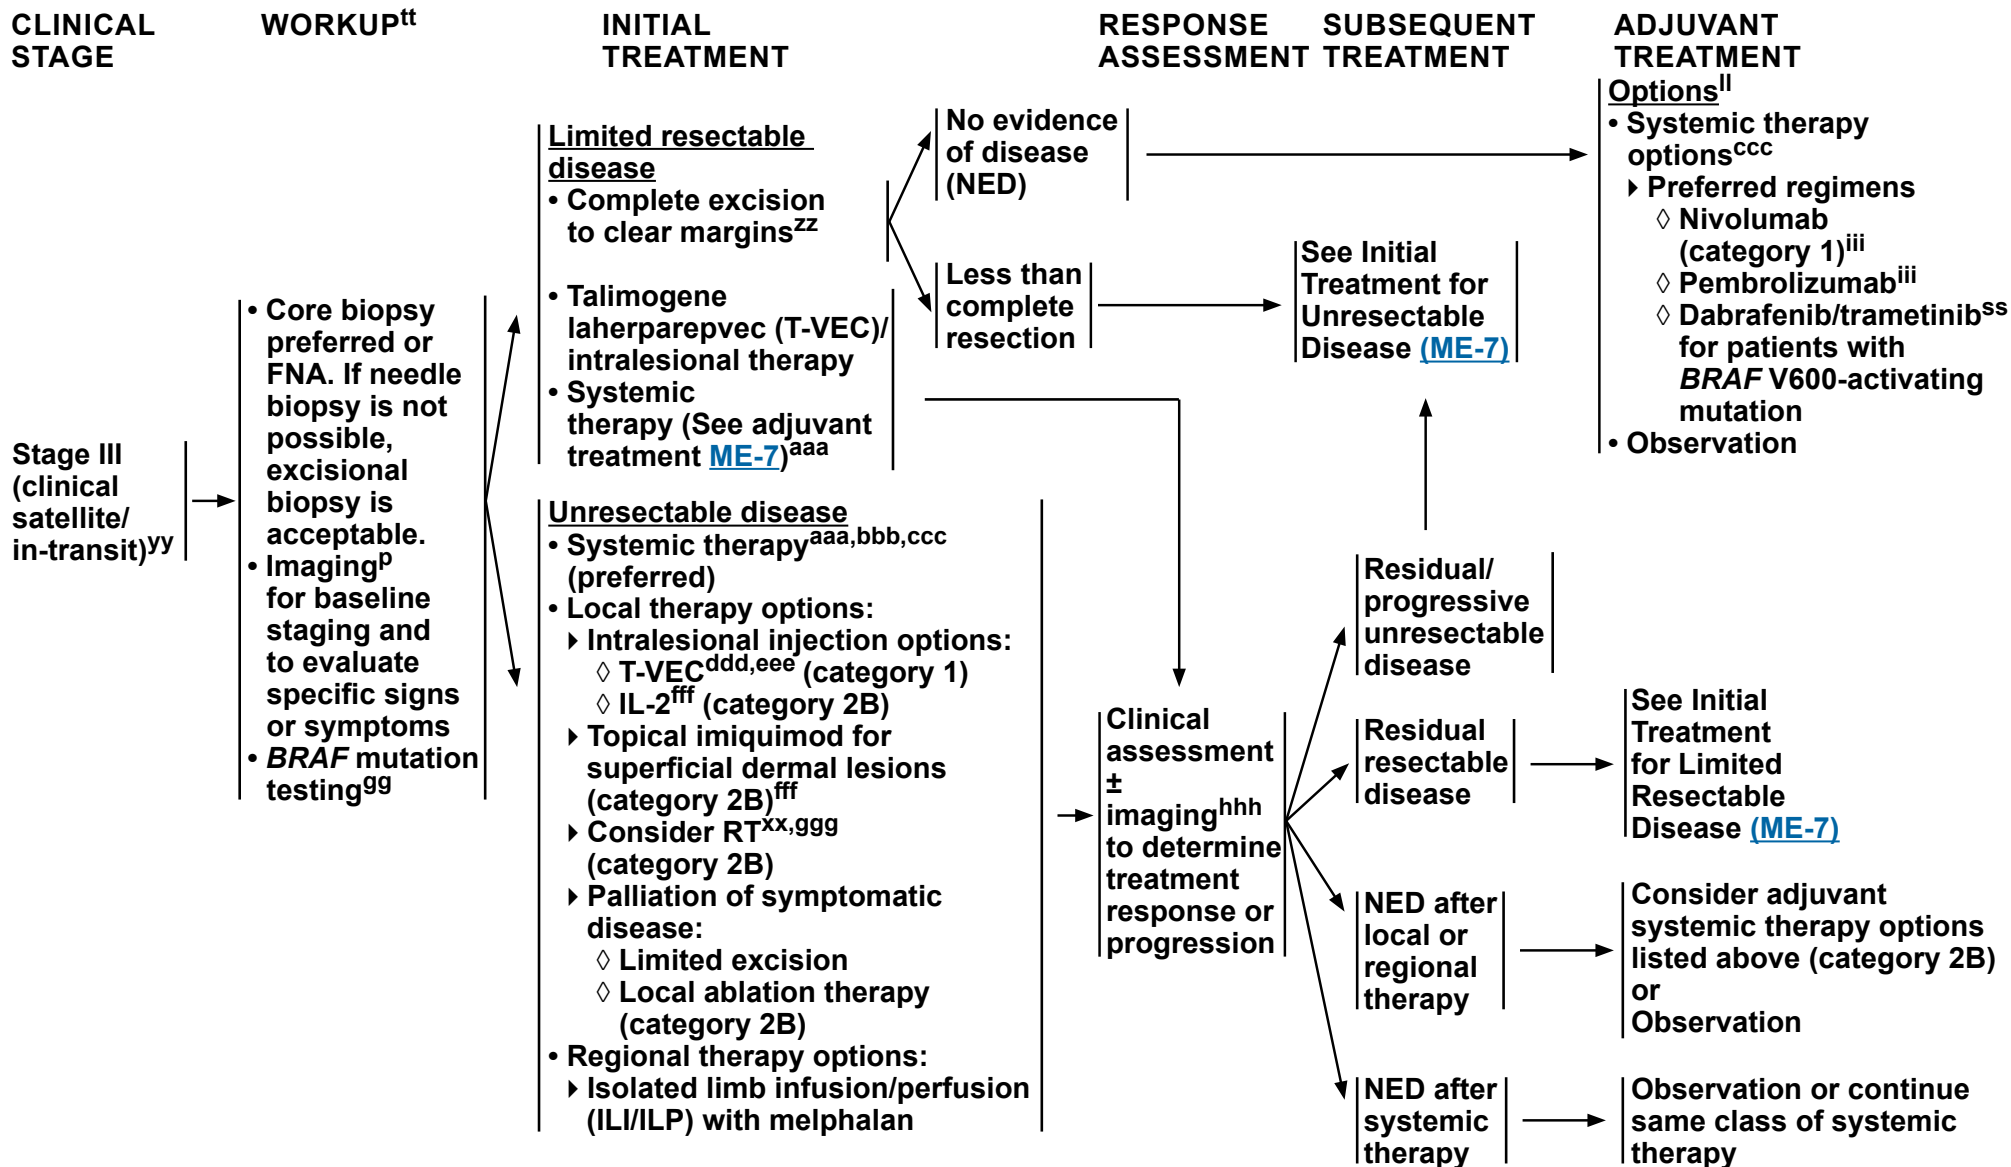 CLINICAL
STAGE
WORKUPtt
INITIAL
TREATMENT
RESPONSE
ASSESSMENT
SUBSEQUENT
TREATMENT
ADJUVANT
TREATMENT
Stage III
(clinical
satellite/
in-transit)yy
• Core biopsy
preferred or
FNA. If needle
biopsy is not
possible,
excisional
biopsy is
acceptable.
• Imagingp
for baseline
staging and
to evaluate
specific signs
or symptoms
• BRAF mutation
testinggg
Limited resectable
disease
• Complete excision
to clear marginszz
• Talimogene
laherparepvec (T-VEC)/
intralesional therapy
• Systemic
therapy (See adjuvant
treatment ME-7)aaa
Unresectable disease
• Systemic therapyaaa,bbb,ccc
(preferred)
• Local therapy options:
▸ Intralesional injection options:
◊ T-VECddd,eee (category 1)
◊ IL-2fff (category 2B)
▸ Topical imiquimod for
superficial dermal lesions
(category 2B)fff
▸ Consider RTxx,ggg
(category 2B)
▸ Palliation of symptomatic
disease:
◊ Limited excision
◊ Local ablation therapy
(category 2B)
• Regional therapy options:
▸ Isolated limb infusion/perfusion
(ILI/ILP) with melphalan
No evidence
of disease
(NED)
Less than
complete
resection
Clinical
assessment
±
imaginghhh
to determine
treatment
response or
progression
See Initial
Treatment for
Unresectable
Disease (ME-7)
Residual/
progressive
unresectable
disease
Residual
resectable
disease
NED after
local or
regional
therapy
NED after
systemic
therapy
Optionsll
• Systemic therapy
optionsccc
▸ Preferred regimens
◊ Nivolumab
(category 1)iii
◊ Pembrolizumabiii
◊ Dabrafenib/trametinibss
for patients with
BRAF V600-activating
mutation
• Observation
See Initial
Treatment
for Limited
Resectable
Disease (ME-7)
Consider adjuvant
systemic therapy options
listed above (category 2B)
or
Observation
Observation or continue
same class of systemic
therapy